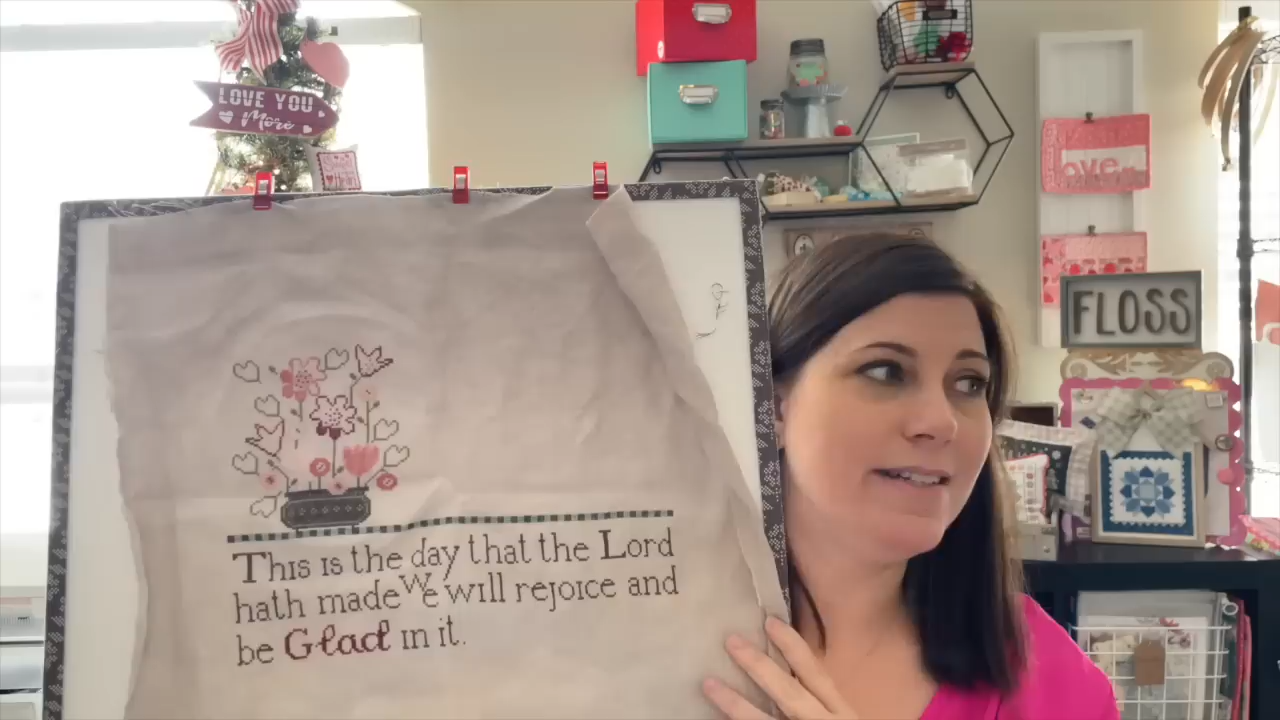 LOVE YOU
More
Love
FLOSS
This is the day that the Lord
hath made We will rejoice and
be Glad in it.